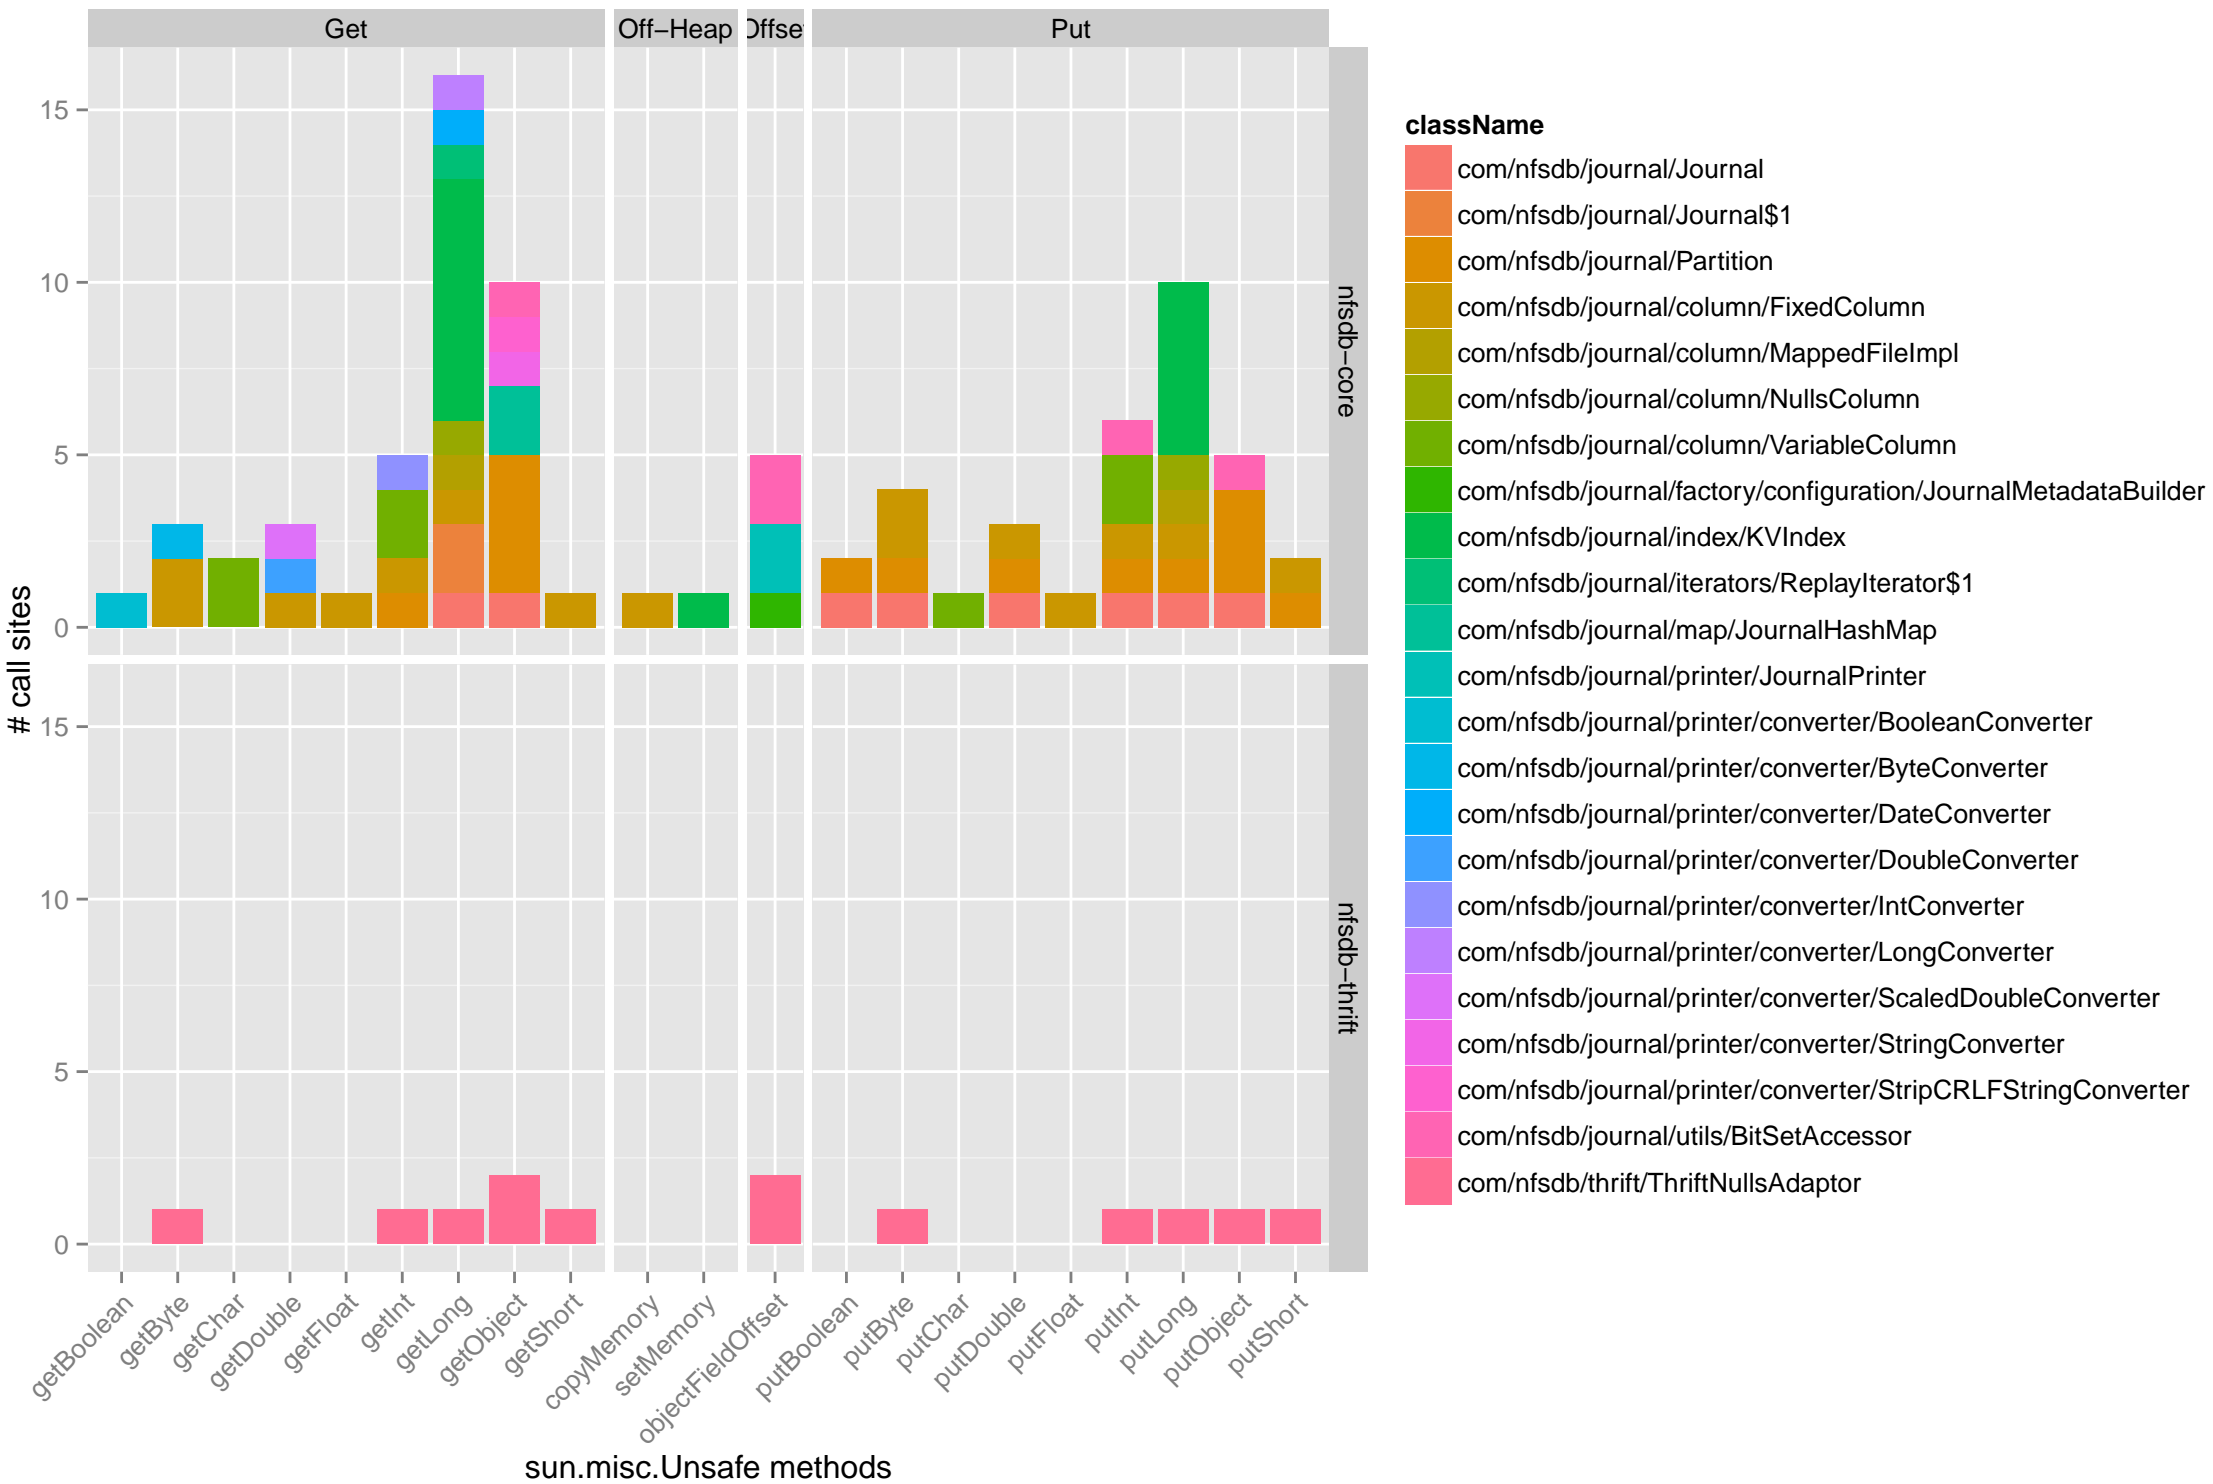 Get
Off−Heap
Offset
Put
# call sites
15
10
5
0
nfsdb−core
15
10
5
0
nfsdb−thrift
getBoolean
getByte
getChar
getDouble
getFloat
getInt
getLong
getObject
getShort
copyMemory
setMemory
objectFieldOffset
putBoolean
putByte
putChar
putDouble
putFloat
putInt
putLong
putObject
putShort
sun.misc.Unsafe methods
className
com/nfsdb/journal/Journal
com/nfsdb/journal/Journal$1
com/nfsdb/journal/Partition
com/nfsdb/journal/column/FixedColumn
com/nfsdb/journal/column/MappedFileImpl
com/nfsdb/journal/column/NullsColumn
com/nfsdb/journal/column/VariableColumn
com/nfsdb/journal/factory/configuration/JournalMetadataBuilder
com/nfsdb/journal/index/KVIndex
com/nfsdb/journal/iterators/ReplayIterator$1
com/nfsdb/journal/map/JournalHashMap
com/nfsdb/journal/printer/JournalPrinter
com/nfsdb/journal/printer/converter/BooleanConverter
com/nfsdb/journal/printer/converter/ByteConverter
com/nfsdb/journal/printer/converter/DateConverter
com/nfsdb/journal/printer/converter/DoubleConverter
com/nfsdb/journal/printer/converter/IntConverter
com/nfsdb/journal/printer/converter/LongConverter
com/nfsdb/journal/printer/converter/ScaledDoubleConverter
com/nfsdb/journal/printer/converter/StringConverter
com/nfsdb/journal/printer/converter/StripCRLFStringConverter
com/nfsdb/journal/utils/BitSetAccessor
com/nfsdb/thrift/ThriftNullsAdaptor